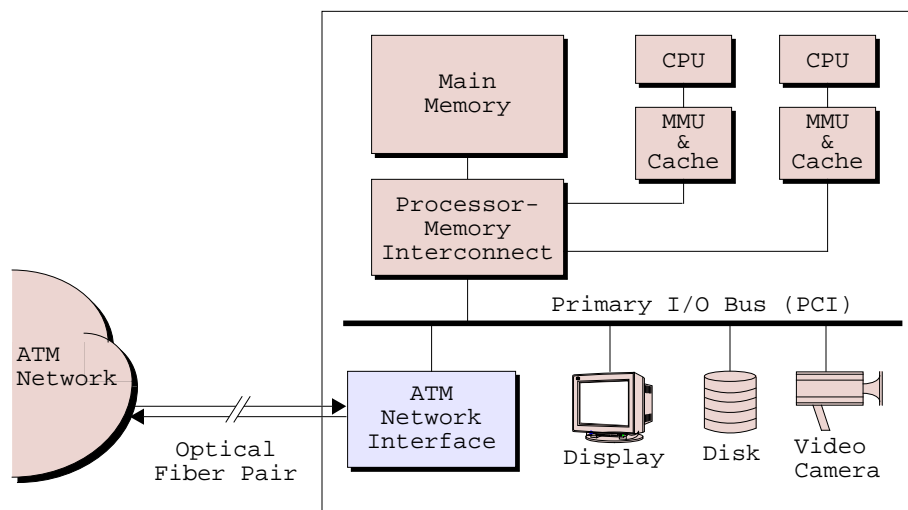 Main
Memory
CPU
CPU
MMU
&
Cache
MMU
&
Cache
Processor-
Memory
Interconnect
Primary I/O Bus (PCI)
ATM
Network
ATM
Network
Interface
Optical
Fiber Pair
Display
Disk
Video
Camera